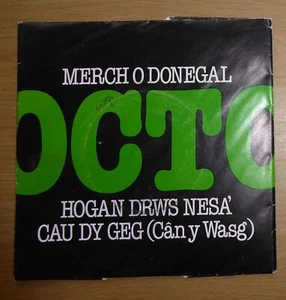 MERCH O DONEGAL
OCTO
HOGAN DRWS NESA'
CAU DY GEG (Cân y Wasg)